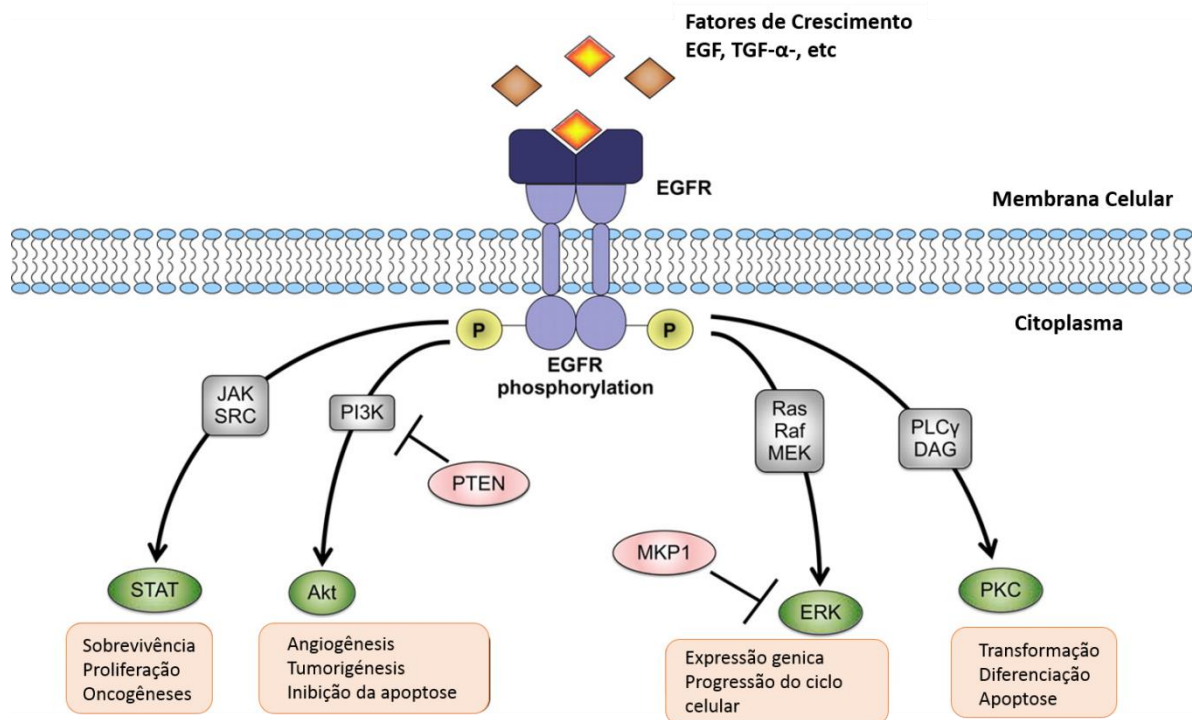 Fatores de Crescimento
EGF, TGF-α-, etc
EGFR
Membrana Celular
Citoplasma
P
P
EGFR
phosphorylation
JAK
SRC
PI3K
Ras
Raf
MEK
PLCγ
DAG
PTEN
MKP1
STAT
Akt
ERK
PKC
Sobrevivência
Proliferação
Oncogêneses
Angiogênesis
Tumorigénesis
Inibição da apoptose
Expressão genica
Progressão do ciclo
celular
Transformação
Diferenciação
Apoptose